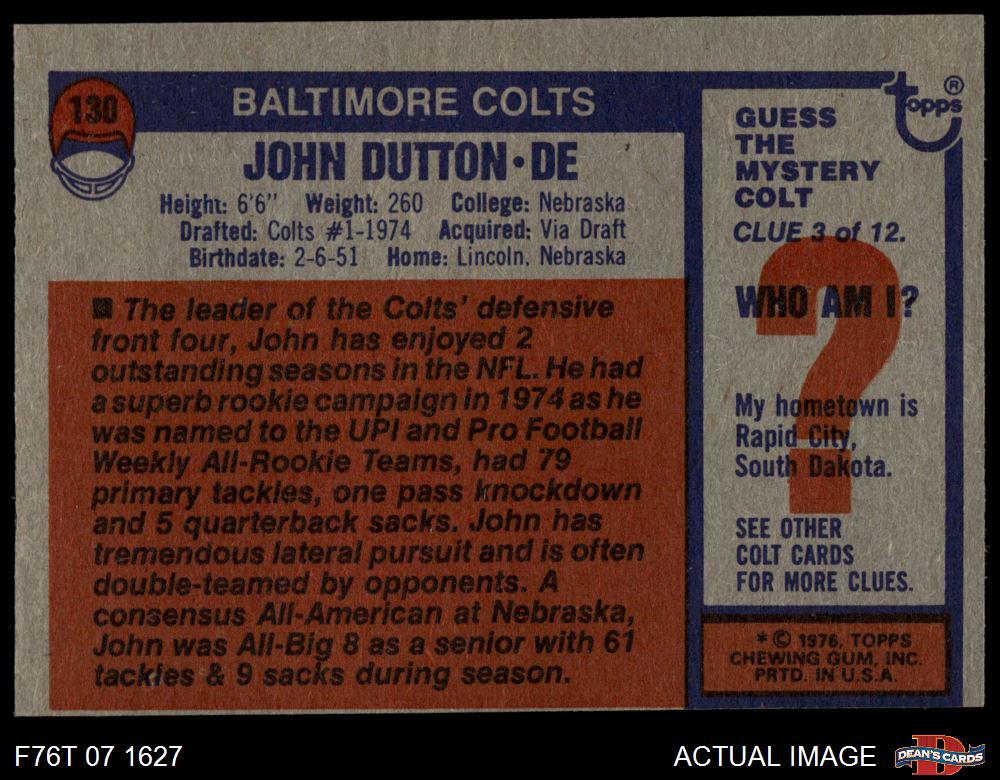 130
BALTIMORE COLTS
JOHN DUTTON • DE
Height: 6'6" Weight: 260 College: Nebraska
Drafted: Colts #1-1974 Acquired: Via Draft
Birthdate: 2-6-51 Home: Lincoln, Nebraska
■ The leader of the Colts' defensive
front four, John has enjoyed 2
outstanding seasons in the NFL. He had
a superb rookie campaign in 1974 as he
was named to the UPI and Pro Football
Weekly All-Rookie Teams, had 79
primary tackles, one pass knockdown
and 5 quarterback sacks. John has
tremendous lateral pursuit and is often
double-teamed by opponents. A
consensus All-American at Nebraska,
John was All-Big 8 as a senior with 61
tackles & 9 sacks during season.
topps ®
GUESS
THE
MYSTERY
COLT
CLUE 3 of 12.
?
WHO AM I?
My hometown is
Rapid City,
South Dakota.
SEE OTHER
COLT CARDS
FOR MORE CLUES.
* © 1976, TOPPS
CHEWING GUM, INC.
PRTD. IN U.S.A.
F76T 07 1627
ACTUAL IMAGE
D
DEAN'S CARDS